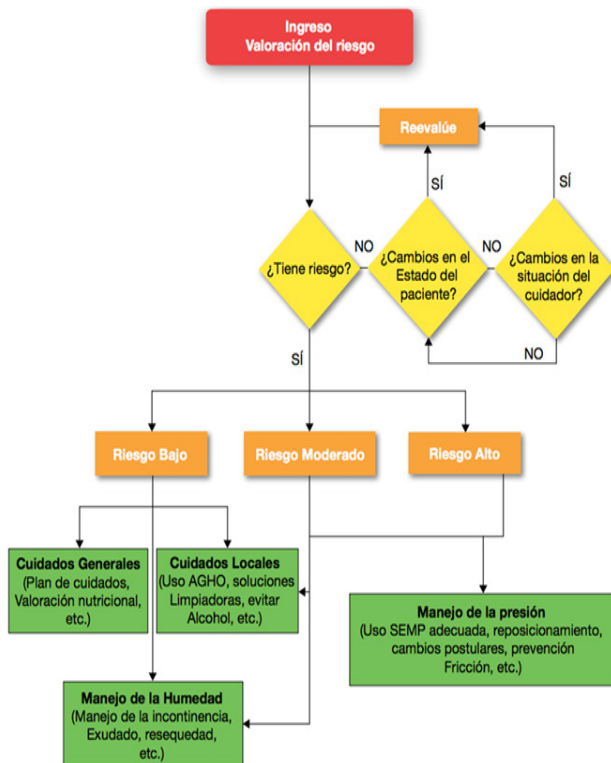 Ingreso
Valoración del riesgo
Reevalúe
SÍ
SÍ
¿Tiene riesgo?
NO
¿Cambios en el
Estado del
paciente?
NO
¿Cambios en la
situación del
cuidador?
NO
SÍ
Riesgo Bajo
Riesgo Moderado
Riesgo Alto
Cuidados Generales
(Plan de cuidados,
Valoración nutricional,
etc.)
Cuidados Locales
(Uso AGHO, soluciones
Limpiadoras, evitar
Alcohol, etc.)
Manejo de la presión
(Uso SEMP adecuada, reposicionamiento,
cambios postulares, prevención
Fricción, etc.)
Manejo de la Humedad
(Manejo de la incontinencia,
Exudado, resequedad,
etc.)